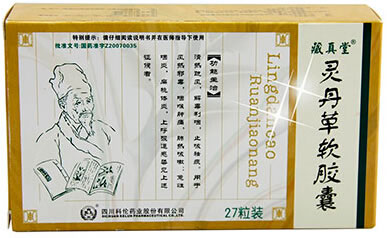 特别提示：请仔细阅读说明书并在医师指导下使用
批准文号:国药准字Z20070035
藏真堂®
灵丹草软胶囊
Lingdancao
Ruanjiaonang
【功能主治】
清热疏风，解毒利咽，止咳祛痰。用于
风热邪毒，咽喉肿痛，肺热咳嗽；急性
咽炎，扁桃体炎，上呼吸道感染见上述
证候者。
27粒装
四川科伦药业股份有限公司
SICHUAN KELUN PHARMACEUTICAL CO.,LTD.